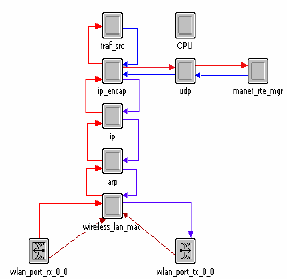 traf_src
CPU
ip_encap
udp
manet_rte_mgr
ip
arp
wireless_lan_mac
wlan_port_rx_0_0
wlan_port_tx_0_0